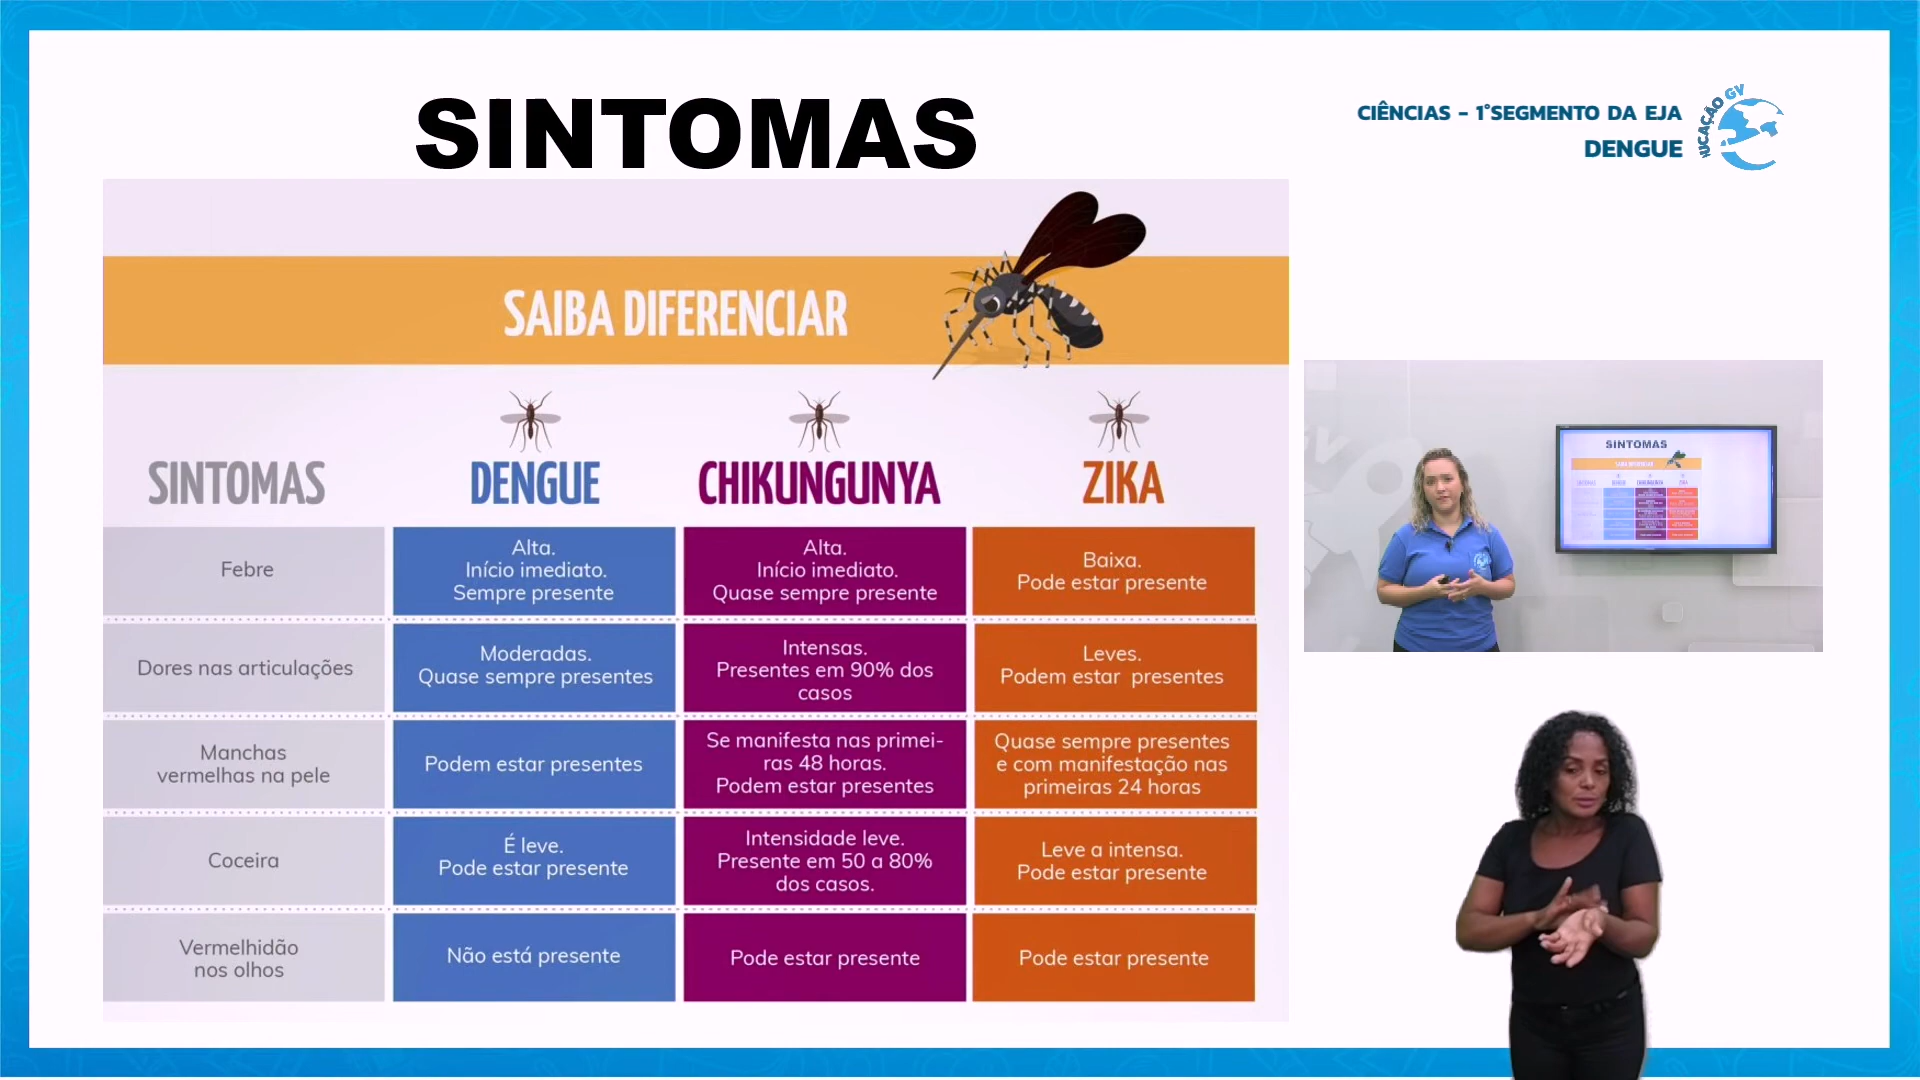 SINTOMAS
CIÊNCIAS - 1°SEGMENTO DA EJA
DENGUE
UCAÇÃO GV
SAIBA DIFERENCIAR
SINTOMAS
DENGUE
CHIKUNGUNYA
ZIKA
Febre
Alta.
Início imediato.
Sempre presente
Alta.
Início imediato.
Quase sempre presente
Baixa.
Pode estar presente
Dores nas articulações
Moderadas.
Quase sempre presentes
Intensas.
Presentes em 90% dos
casos
Leves.
Podem estar presentes
Manchas
vermelhas na pele
Podem estar presentes
Se manifesta nas primei-
ras 48 horas.
Podem estar presentes
Quase sempre presentes
e com manifestação nas
primeiras 24 horas
Coceira
É leve.
Pode estar presente
Intensidade leve.
Presente em 50 a 80%
dos casos.
Leve a intensa.
Pode estar presente
Vermelhidão
nos olhos
Não está presente
Pode estar presente
Pode estar presente
SINTOMAS